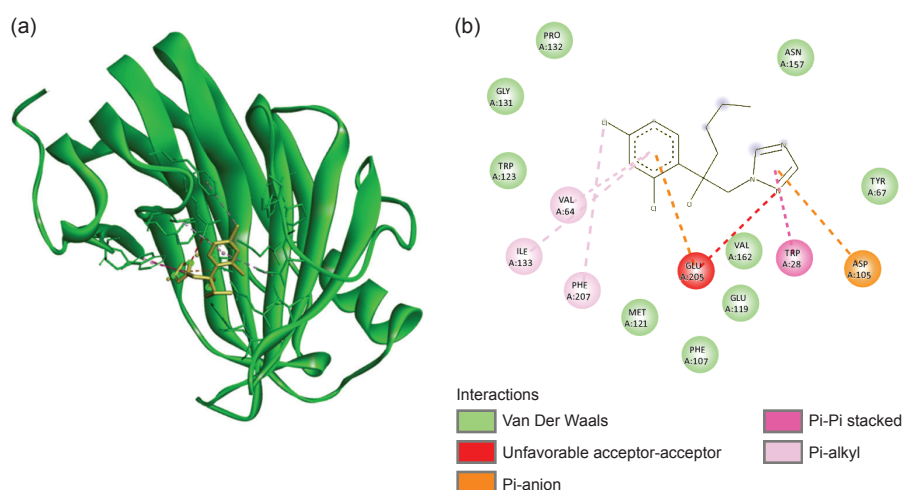 (a)
(b)
PRO
A:132
ASN
A:157
GLY
A:131
Cl
TRP
A:123
N
N
TYR
A:67
VAL
A:64
Cl
O
ILE
A:133
VAL
A:162
TRP
A:28
GLU
A:205
ASP
A:105
PHE
A:207
GLU
A:119
MET
A:121
PHE
A:107
Interactions
Van Der Waals
Pi-Pi stacked
Unfavorable acceptor-acceptor
Pi-alkyl
Pi-anion